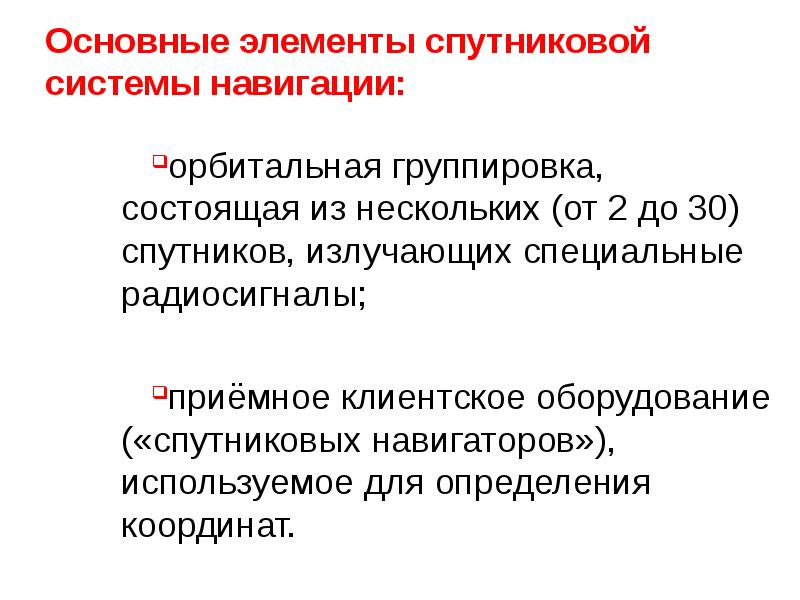 Основные элементы спутниковой
системы навигации:
орбитальная группировка,
состоящая из нескольких (от 2 до 30)
спутников, излучающих специальные
радиосигналы;
приёмное клиентское оборудование
(«спутниковых навигаторов»),
используемое для определения
координат.